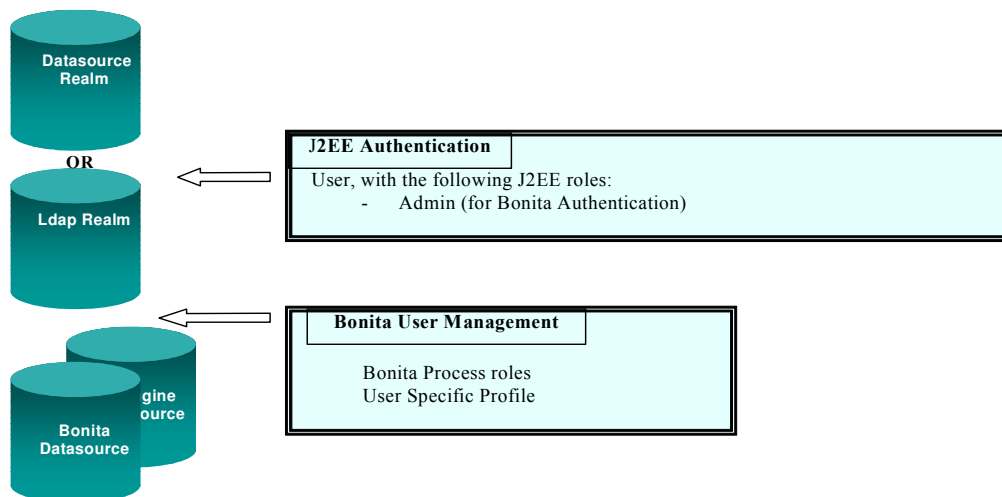 Datasource
Realm
OR
Ldap Realm
J2EE Authentication
User, with the following J2EE roles:
- Admin (for Bonita Authentication)
Bonita User Management
Bonita Process roles
User Specific Profile
Bonita
Datasource